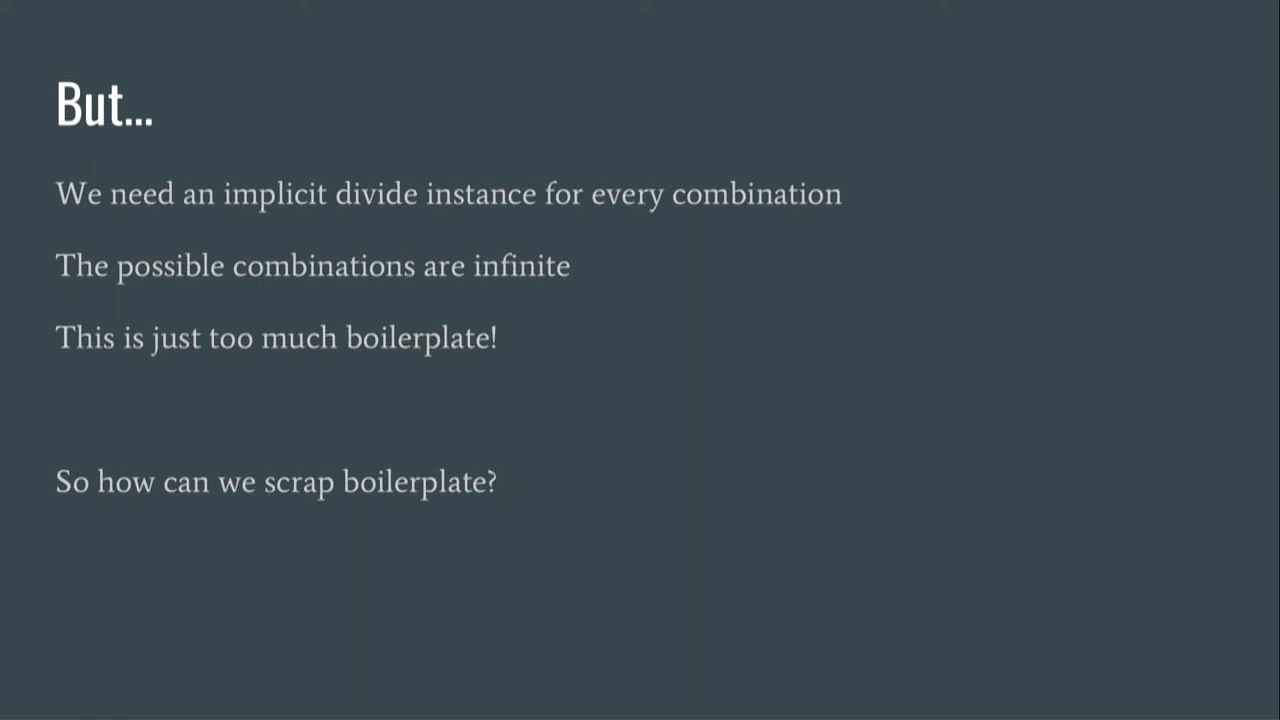 But...
We need an implicit divide instance for every combination
The possible combinations are infinite
This is just too much boilerplate!
So how can we scrap boilerplate?